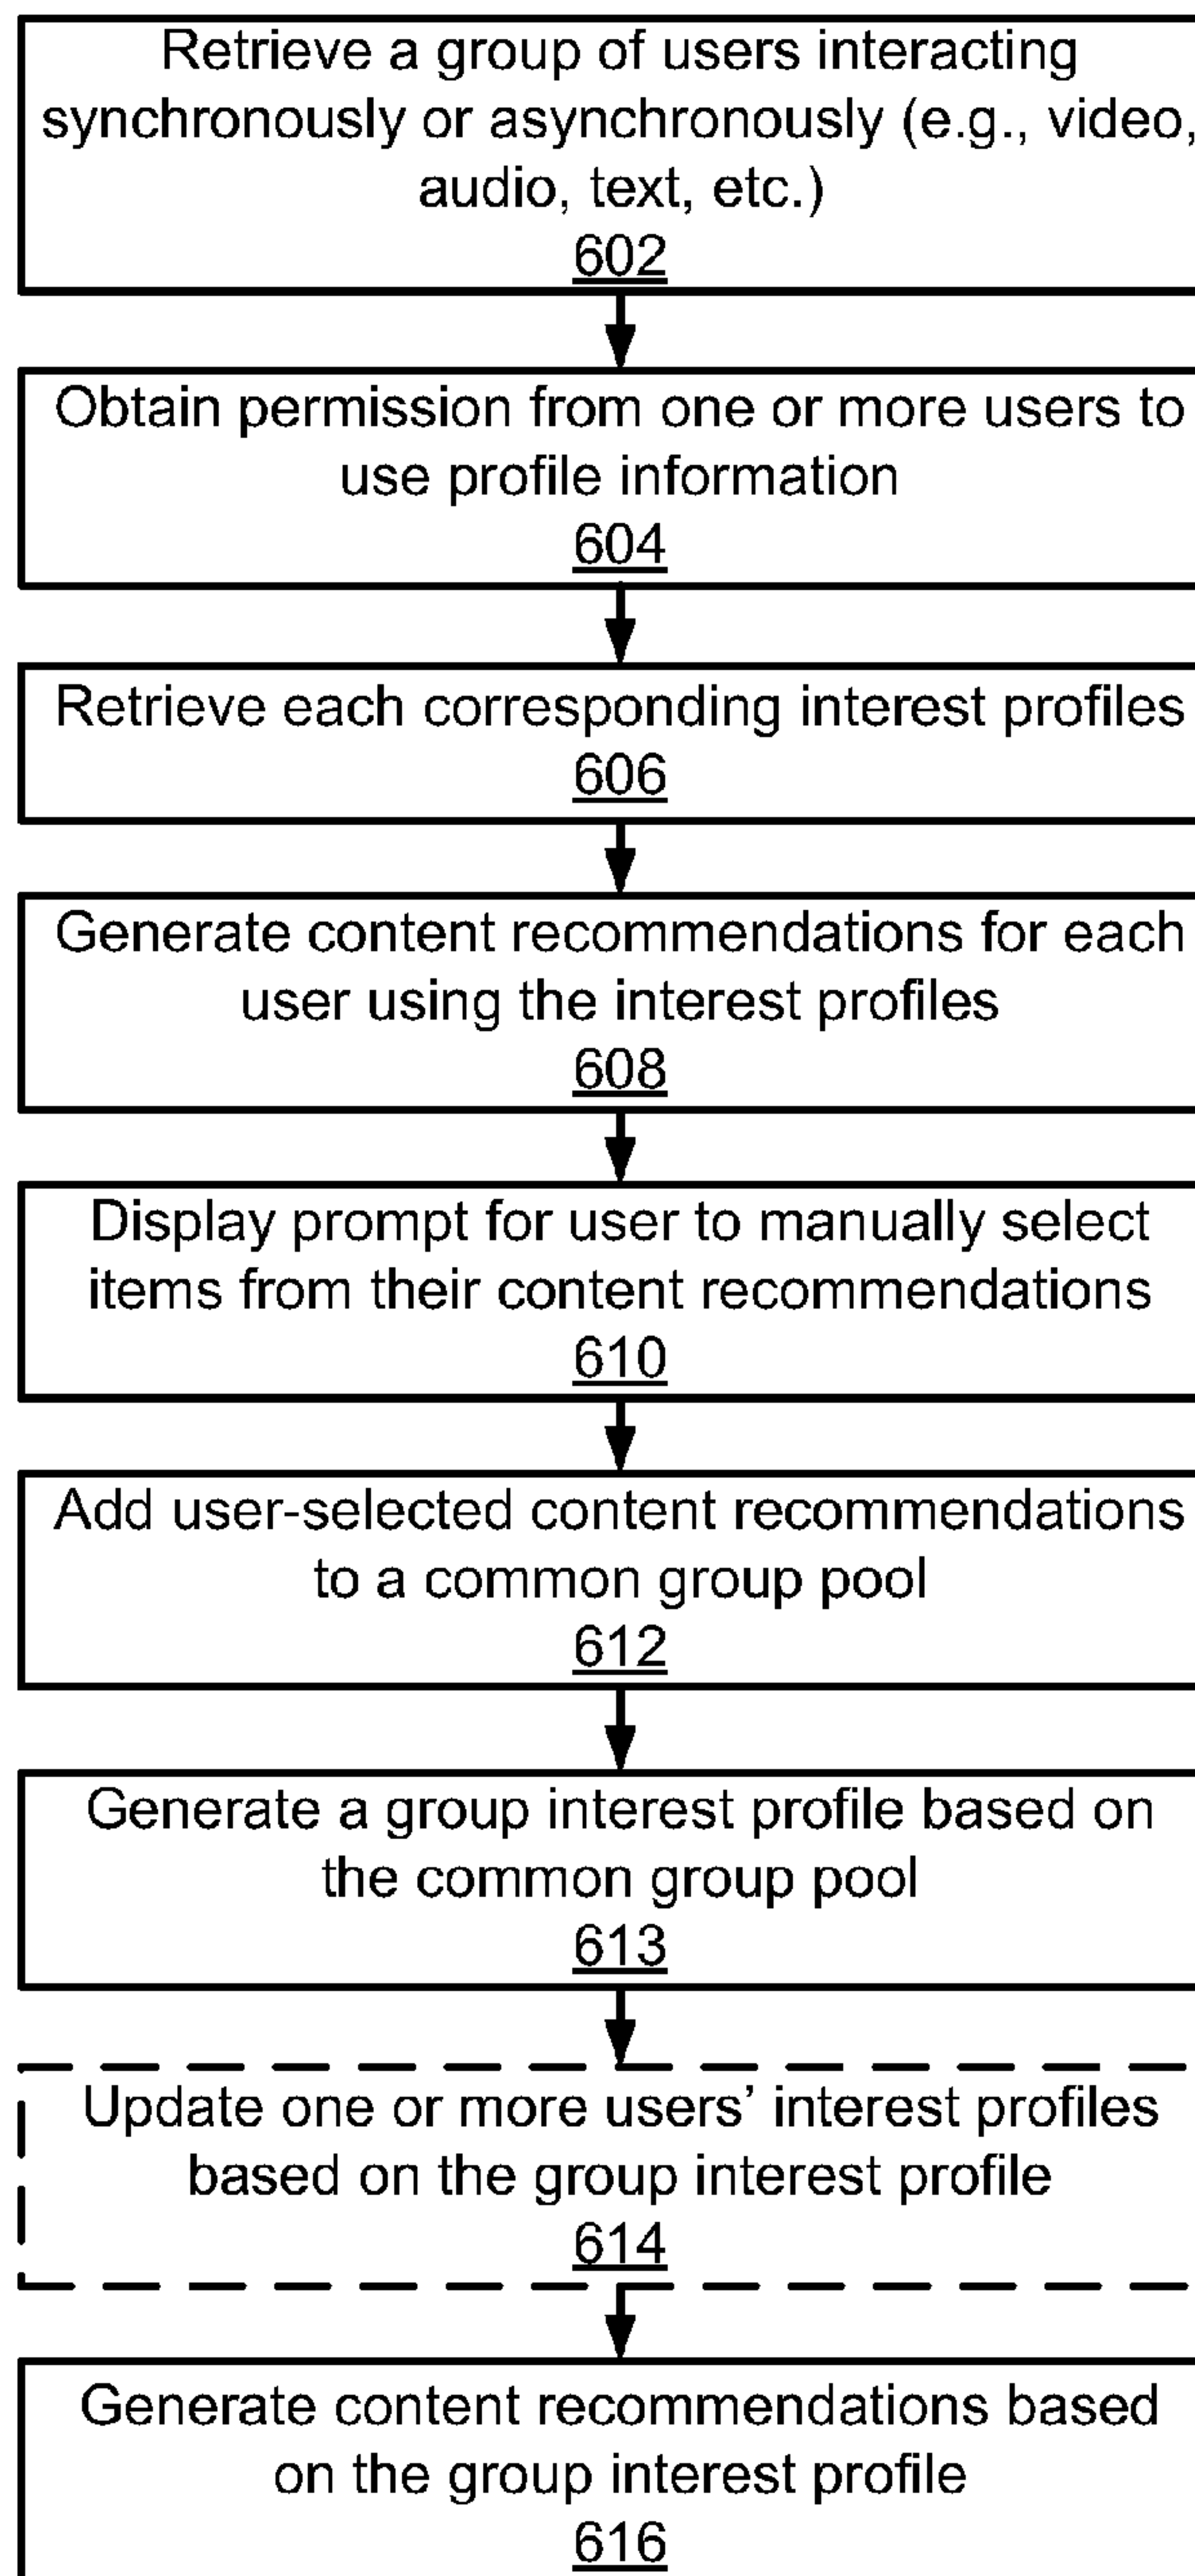 Retrieve a group of users interacting
synchronously or asynchronously (e.g., video,
audio, text, etc.)
602
Obtain permission from one or more users to
use profile information
604
Retrieve each corresponding interest profiles
606
Generate content recommendations for each
user using the interest profiles
608
Display prompt for user to manually select
items from their content recommendations
610
Add user-selected content recommendations
to a common group pool
612
Generate a group interest profile based on
the common group pool
613
Update one or more users’ interest profiles
based on the group interest profile
614
Generate content recommendations based
on the group interest profile
616